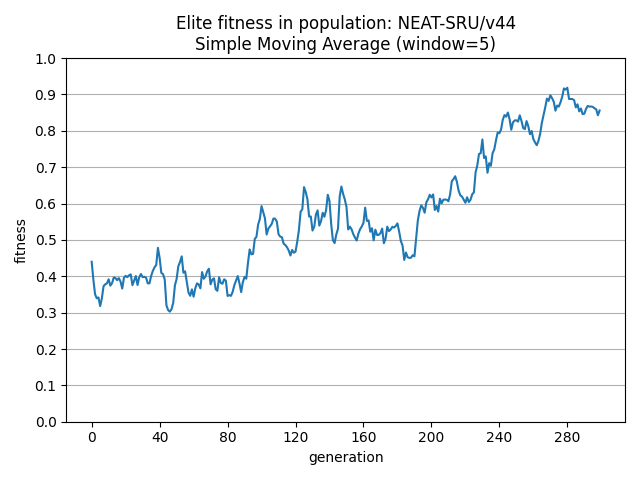 Elite fitness in population: NEAT-SRU/v44
Simple Moving Average (window=5)
1.0
0.9
0.8
0.7
0.6
0.5
0.4
0.3
0.2
0.1
0.0
fitness
0 40 80 120 160 200 240 280
generation